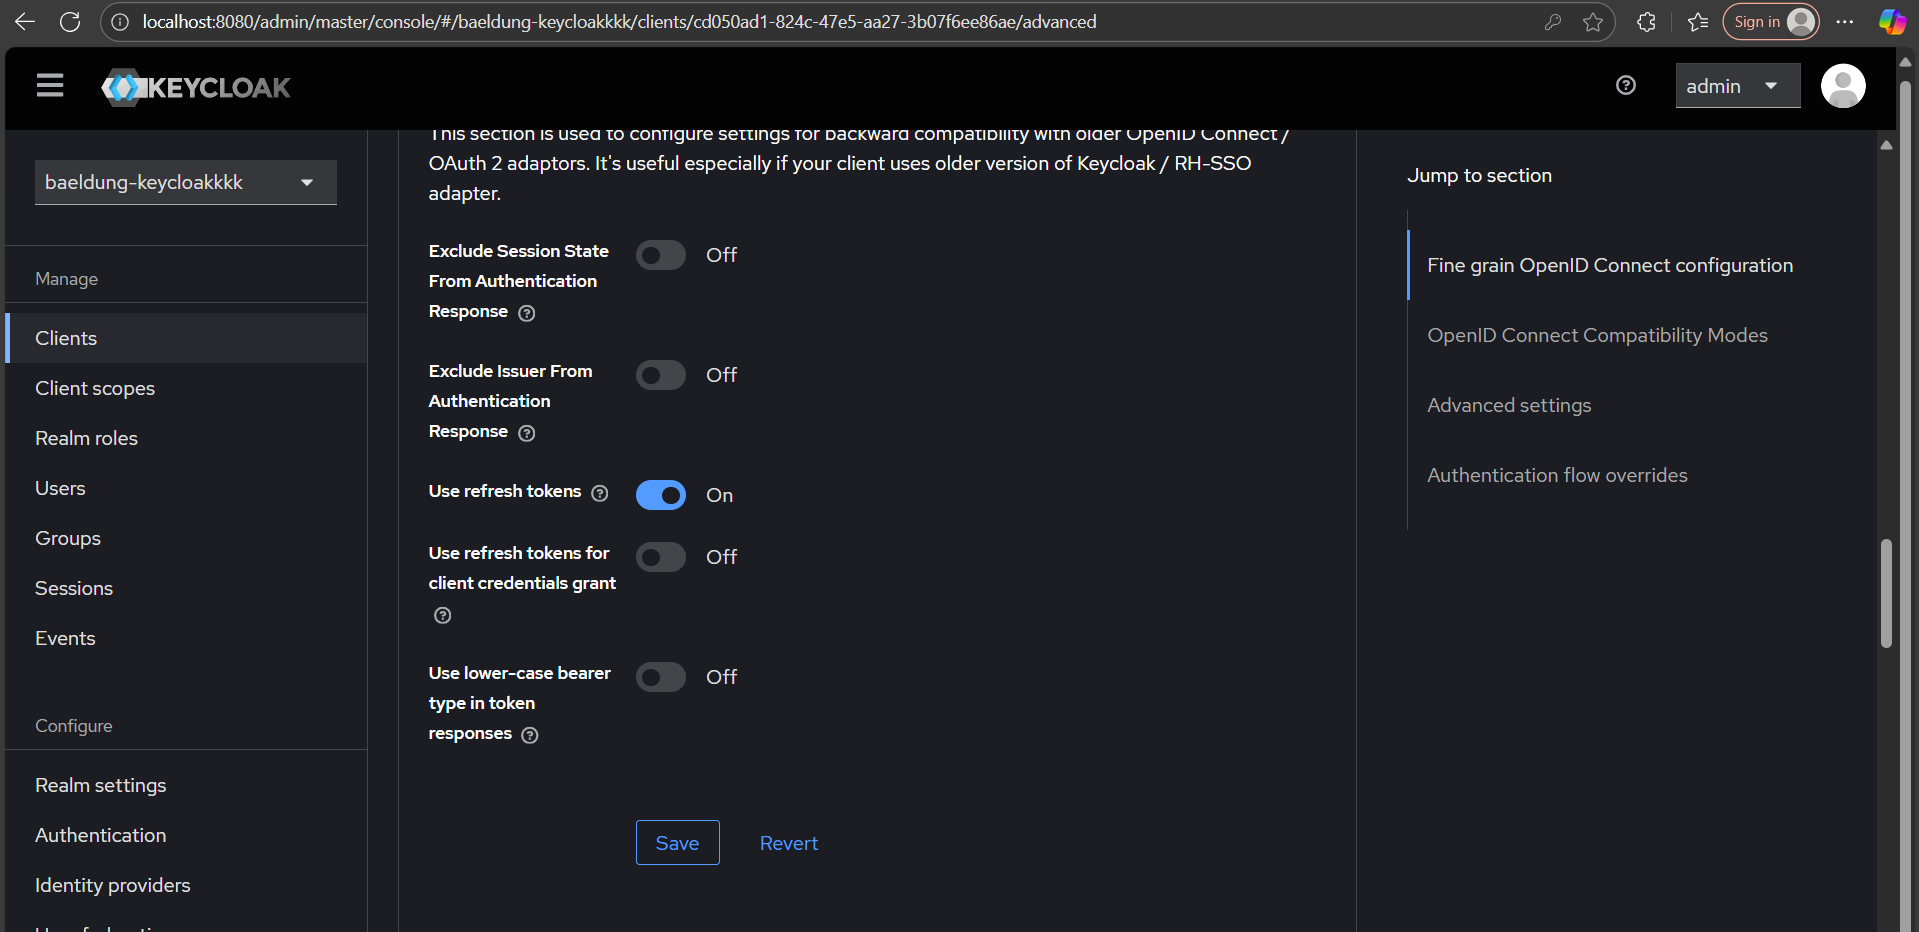 localhost:8080/admin/master/console/#/baeldung-keycloakkkk/clients/cd050ad1-824c-47e5-aa27-3b07f6ee86ae/advanced
Sign in
KEYCLOAK
admin
baeldung-keycloakkkk
Manage
Clients
Client scopes
Realm roles
Users
Groups
Sessions
Events
Configure
Realm settings
Authentication
Identity providers
This section is used to configure settings for backward compatibility with older OpenID Connect /
OAuth 2 adaptors. It's useful especially if your client uses older version of Keycloak / RH-SSO
adapter.
Exclude Session State
From Authentication
Response
Off
Exclude Issuer From
Authentication
Response
Off
Use refresh tokens
On
Use refresh tokens for
client credentials grant
Off
Use lower-case bearer
type in token
responses
Off
Save
Revert
Jump to section
Fine grain OpenID Connect configuration
OpenID Connect Compatibility Modes
Advanced settings
Authentication flow overrides